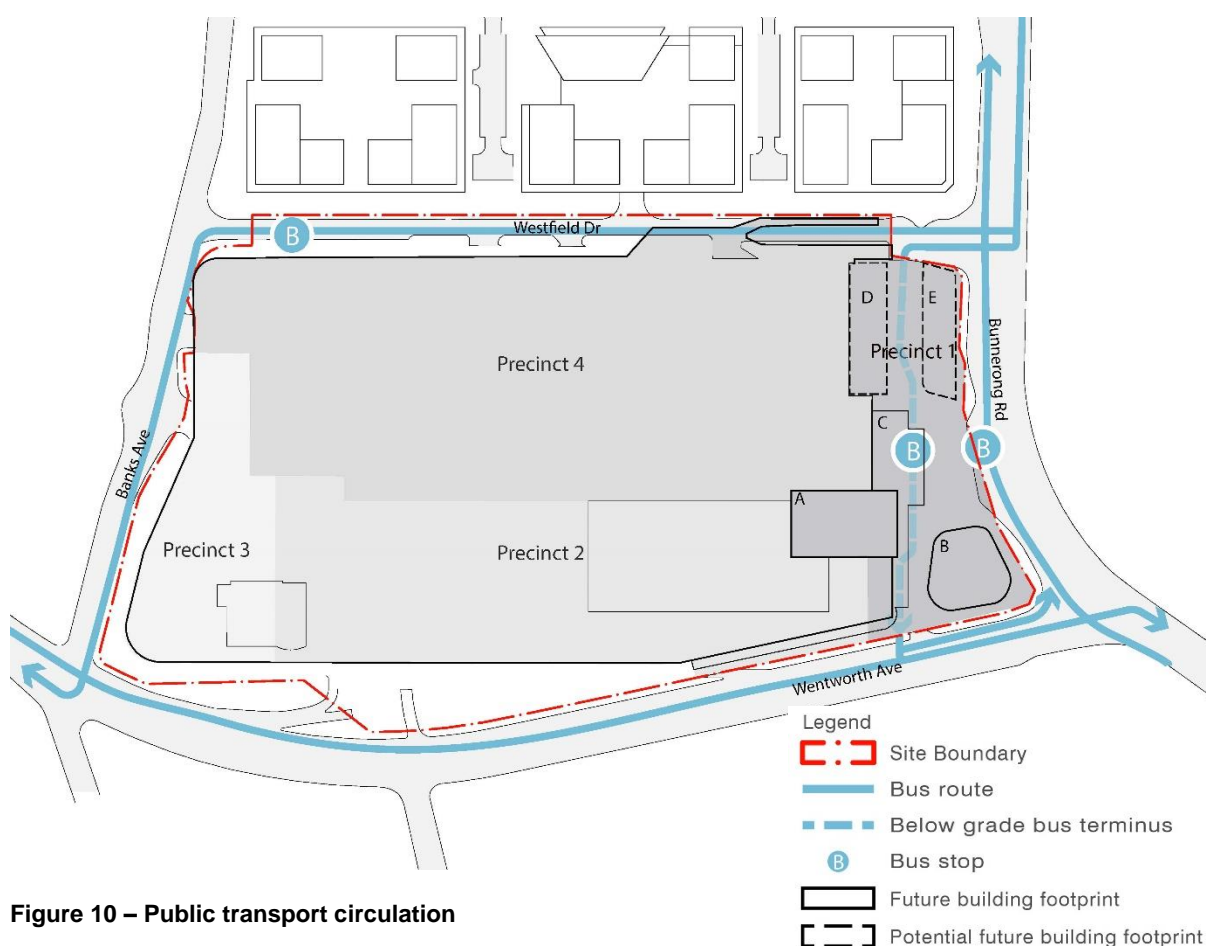 B
Westfield Dr
D
E
Precinct 4
Precinct 1
Bunnerong Rd
C
B
B
Banks Ave
A
Precinct 3
Precinct 2
B
Wentworth Ave
Legend
Site Boundary
Bus route
Below grade bus terminus
B Bus stop
Future building footprint
Potential future building footprint
Figure 10 – Public transport circulation